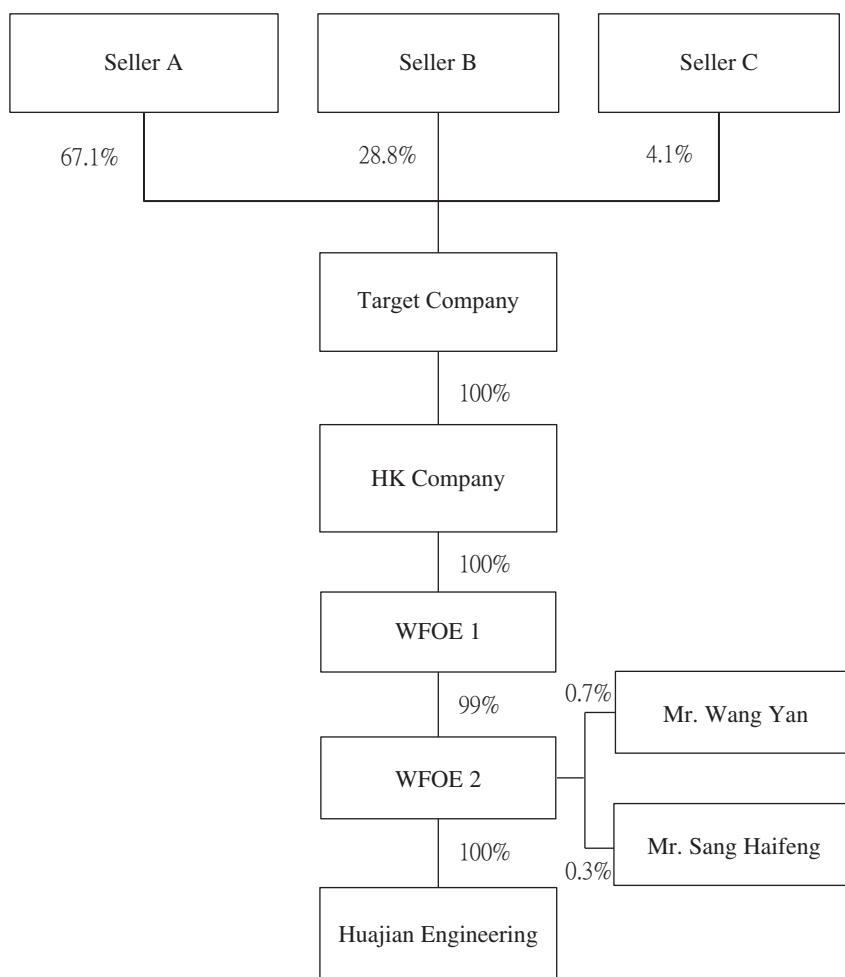 Seller A
Seller B
Seller C
67.1%
28.8%
4.1%
Target Company
100%
HK Company
100%
WFOE 1
99%
0.7%
Mr. Wang Yan
WFOE 2
Mr. Sang Haifeng
0.3%
100%
Huajian Engineering